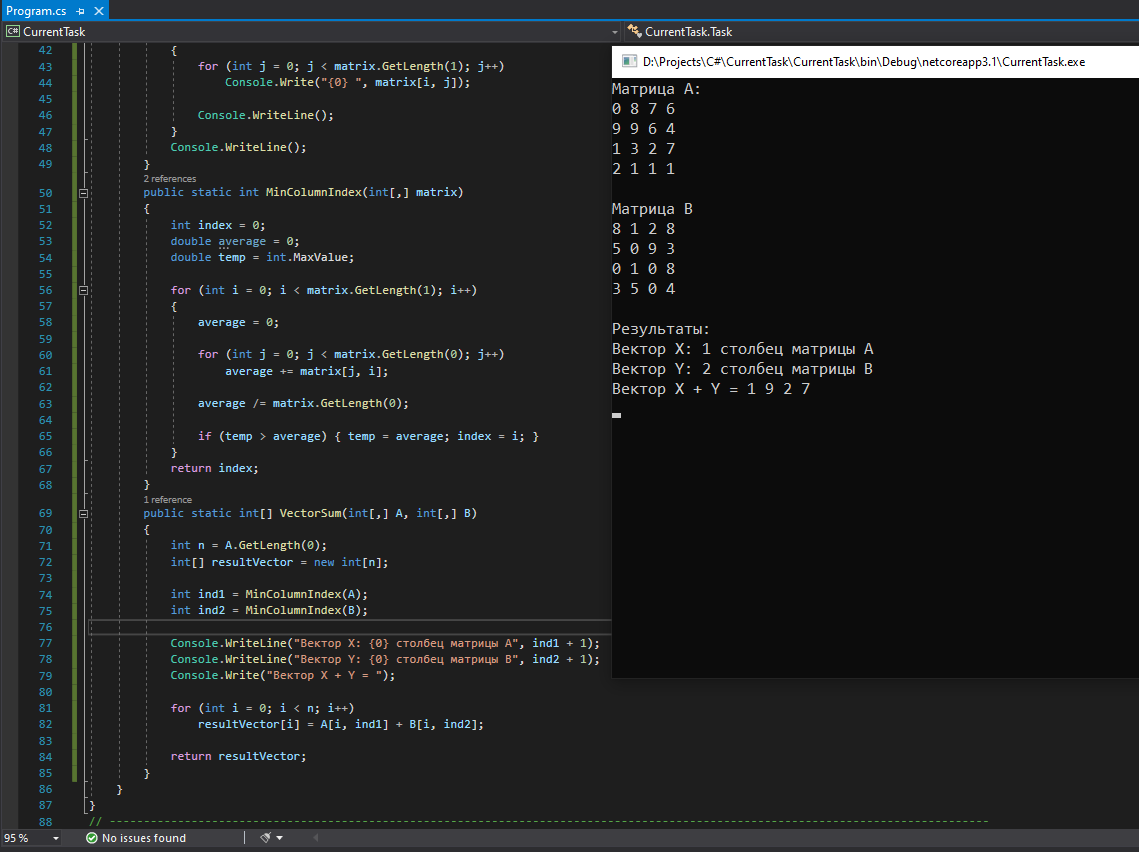 Program.cs
CurrentTask
CurrentTask.Task
42 {
43 for (int j = 0; j < matrix.GetLength(1); j++)
44 Console.Write("{0} ", matrix[i, j]);
45
46 Console.WriteLine();
47 }
48 Console.WriteLine();
49 }
2 references
50 public static int MinColumnIndex(int[,] matrix)
51 {
52 int index = 0;
53 double average = 0;
54 double temp = int.MaxValue;
55
56 for (int i = 0; i < matrix.GetLength(1); i++)
57 {
58 average = 0;
59
60 for (int j = 0; j < matrix.GetLength(0); j++)
61 average += matrix[j, i];
62
63 average /= matrix.GetLength(0);
64
65 if (temp > average) { temp = average; index = i; }
66 }
67 return index;
68 }
1 reference
69 public static int[] VectorSum(int[,] A, int[,] B)
70 {
71 int n = A.GetLength(0);
72 int[] resultVector = new int[n];
73
74 int ind1 = MinColumnIndex(A);
75 int ind2 = MinColumnIndex(B);
76
77 Console.WriteLine("Вектор X: {0} столбец матрицы A", ind1 + 1);
78 Console.WriteLine("Вектор Y: {0} столбец матрицы B", ind2 + 1);
79 Console.Write("Вектор X + Y = ");
80
81 for (int i = 0; i < n; i++)
82 resultVector[i] = A[i, ind1] + B[i, ind2];
83
84 return resultVector;
85 }
86 }
87 }
88 // ----------------------------------------------------------------------------------------------------------------------------------
95 %
No issues found
D:\Projects\C#\CurrentTask\CurrentTask\bin\Debug\netcoreapp3.1\CurrentTask.exe
Матрица A:
0 8 7 6
9 9 6 4
1 3 2 7
2 1 1 1
Матрица B
8 1 2 8
5 0 9 3
0 1 0 8
3 5 0 4
Результаты:
Вектор X: 1 столбец матрицы A
Вектор Y: 2 столбец матрицы B
Вектор X + Y = 1 9 2 7